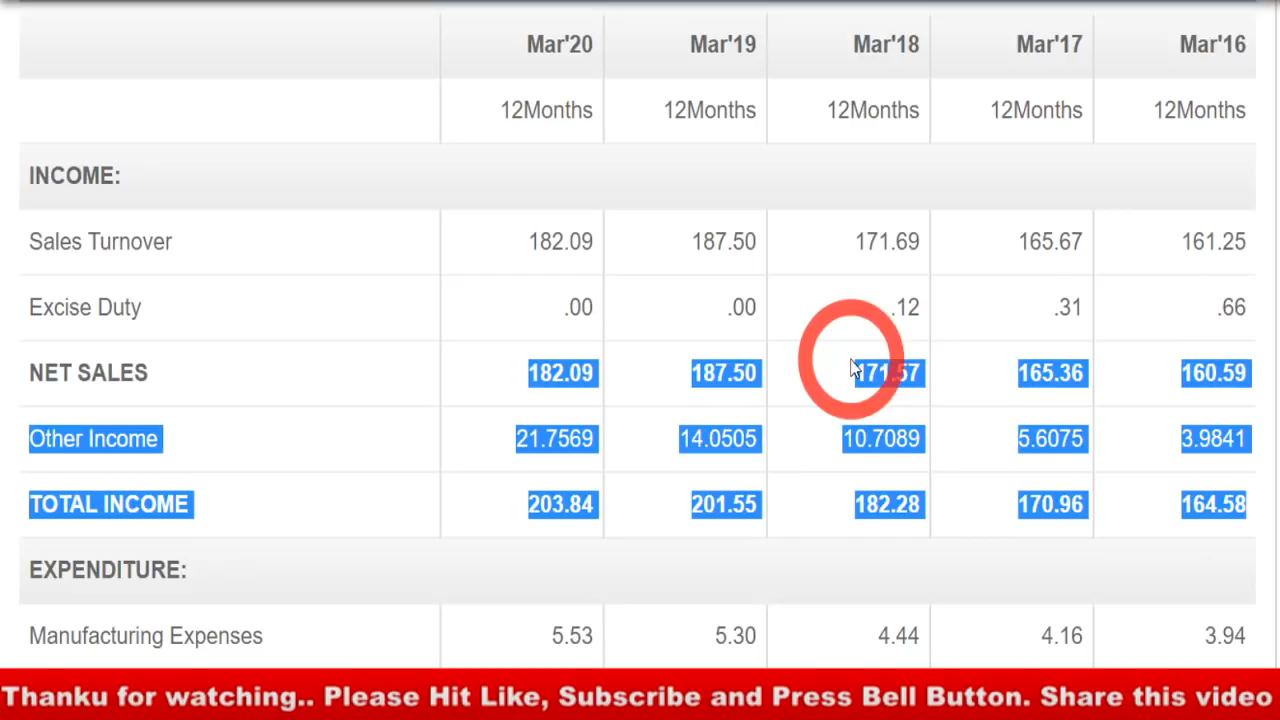 Mar'20 Mar'19 Mar'18 Mar'17 Mar'16
12Months 12Months 12Months 12Months 12Months
INCOME:
Sales Turnover 182.09 187.50 171.69 165.67 161.25
Excise Duty .00 .00 .12 .31 .66
NET SALES 182.09 187.50 171.57 165.36 160.59
Other Income 21.7569 14.0505 10.7089 5.6075 3.9841
TOTAL INCOME 203.84 201.55 182.28 170.96 164.58
EXPENDITURE:
Manufacturing Expenses 5.53 5.30 4.44 4.16 3.94
Thanku for watching.. Please Hit Like, Subscribe and Press Bell Button. Share this video